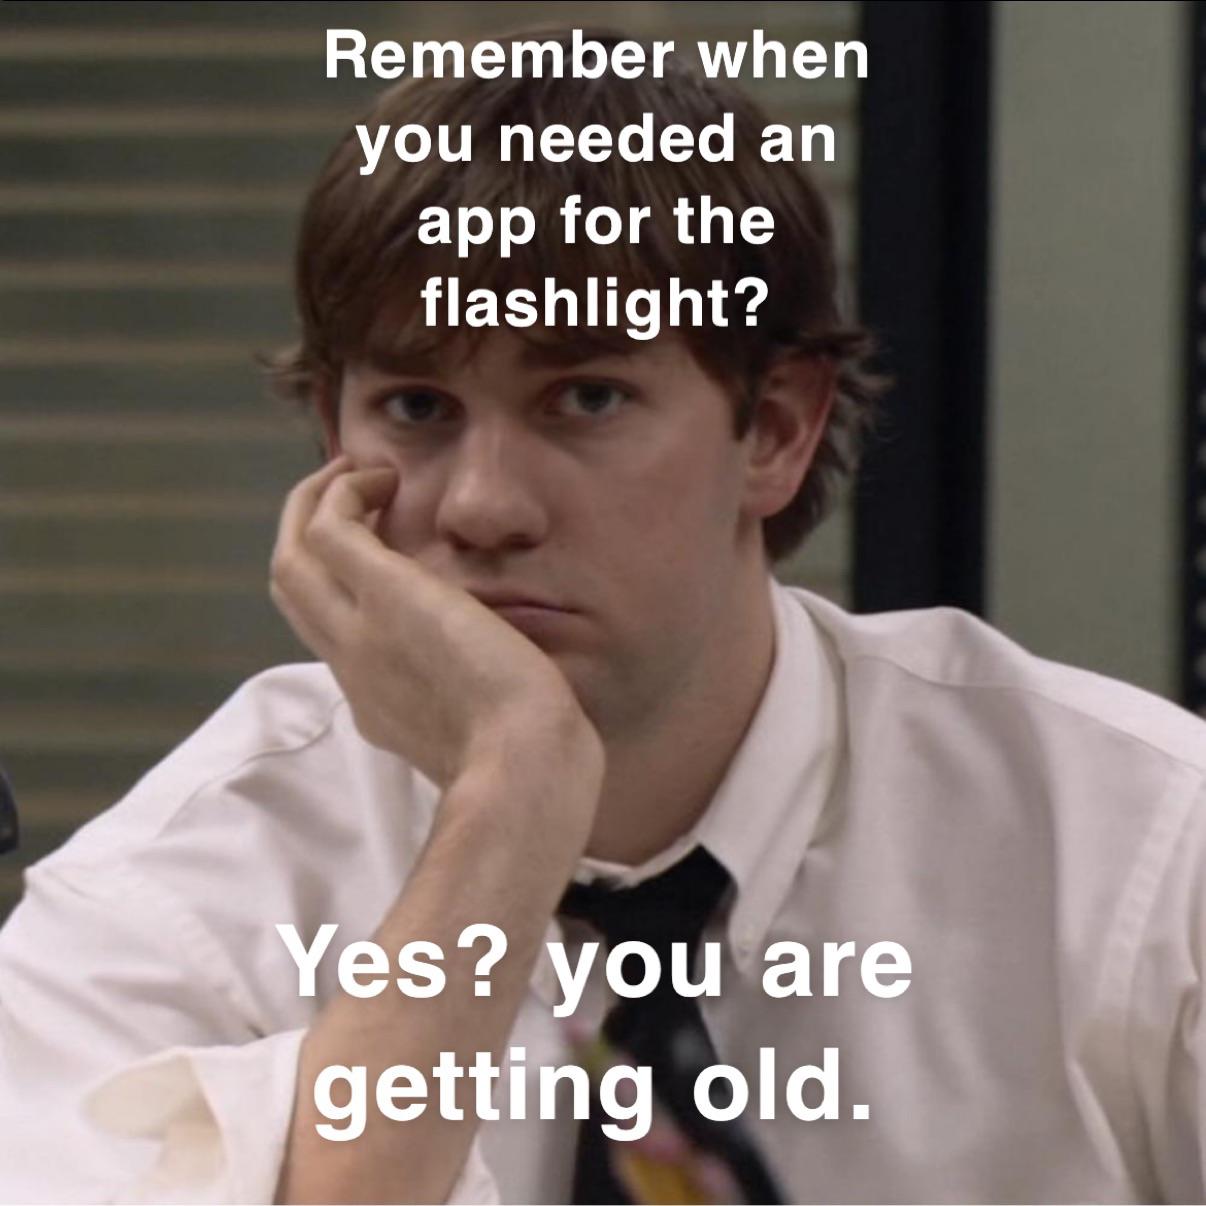 Remember when
you needed an
app for the
flashlight?
Yes? you are
getting old.